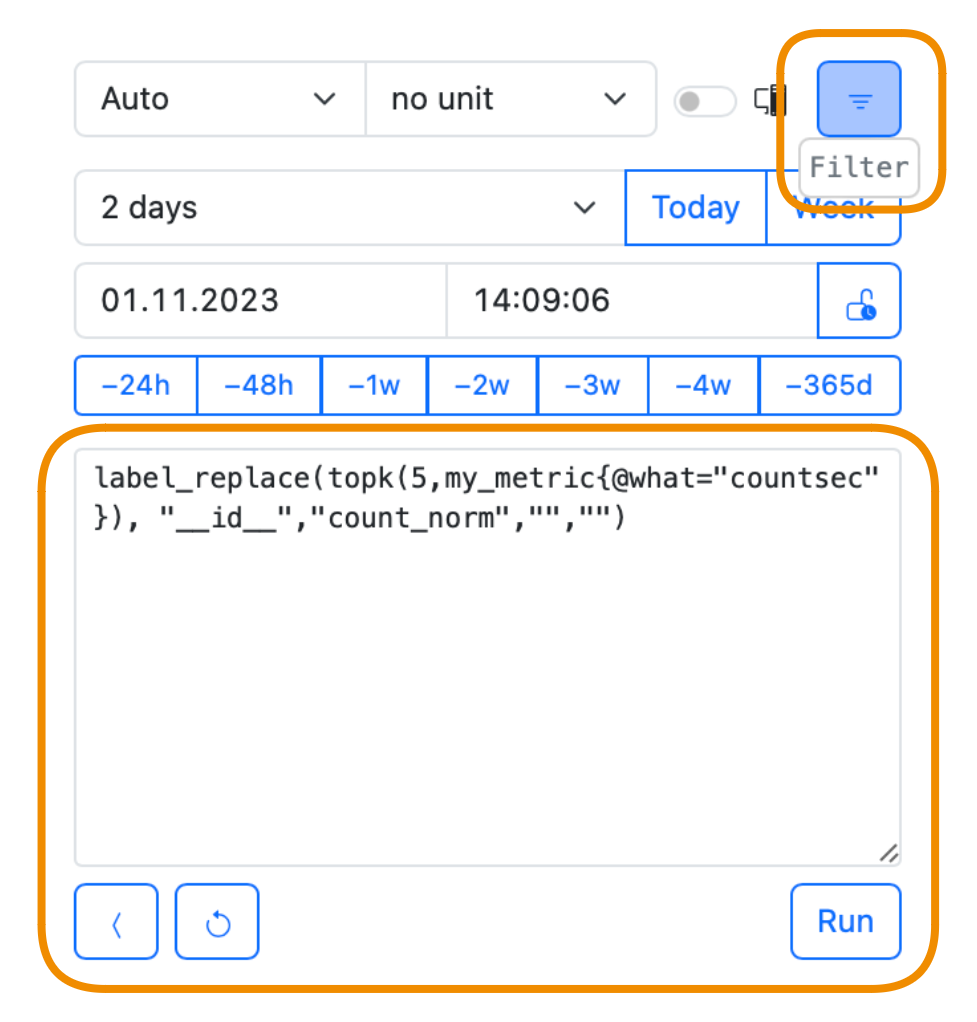 Auto no unit
Filter
2 days Today Week
01.11.2023 14:09:06
–24h –48h –1w –2w –3w –4w –365d
label_replace(topk(5,my_metric{@what="countsec"
}), "__id__","count_norm","","")
Run